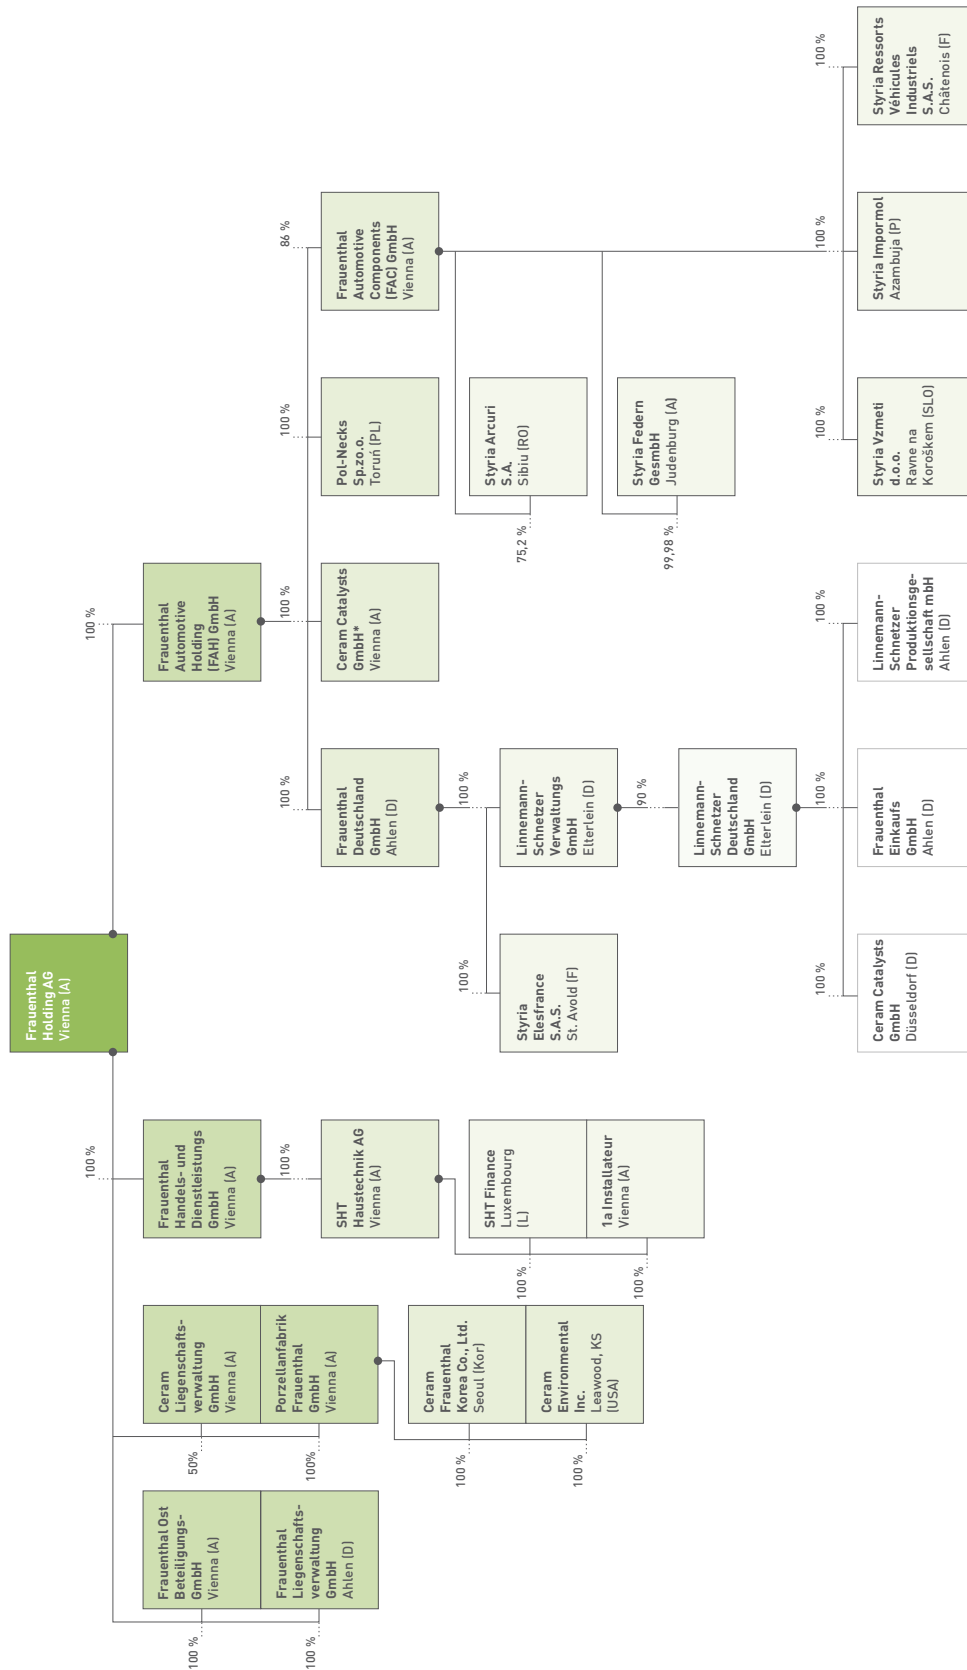 Frauenthal
Holding AG
Vienna (A)
100 %
Frauenthal Ost
Beteiligungs-
GmbH
Vienna (A)
100 %
Frauenthal
Liegenschafts-
verwaltung
GmbH
Ahlen (D)
50%
Ceram
Liegenschafts-
verwaltung
GmbH
Vienna (A)
100%
Porzellanfabrik
Frauenthal
GmbH
Vienna (A)
100 %
Ceram
Frauenthal
Korea Co., Ltd.
Seoul (Kor)
100 %
Ceram
Environmental
Inc.
Leawood, KS
(USA)
100 %
Frauenthal
Handels- und
Dienstleistungs
GmbH
Vienna (A)
100 %
SHT
Haustechnik AG
Vienna (A)
100 %
SHT Finance
Luxembourg
(L)
100 %
1a Installateur
Vienna (A)
100 %
Frauenthal
Automotive
Holding
(FAH) GmbH
Vienna (A)
100 %
Frauenthal
Deutschland
GmbH
Ahlen (D)
100 %
Styria
Elesfrance
S.A.S.
St. Avold (F)
100 %
Linnemann-
Schnetzer
Verwaltungs
GmbH
Elterlein (D)
90 %
Linnemann-
Schnetzer
Deutschland
GmbH
Elterlein (D)
100 %
Ceram Catalysts
GmbH
Düsseldorf (D)
100 %
Frauenthal
Einkaufs
GmbH
Ahlen (D)
100 %
Linnemann-
Schnetzer
Produktionsge-
sellschaft mbH
Ahlen (D)
100 %
Ceram Catalysts
GmbH*
Vienna (A)
100 %
Pol-Necks
Sp.zo.o.
Toruń (PL)
86 %
Frauenthal
Automotive
Components
(FAC) GmbH
Vienna (A)
75,2 %
Styria Arcuri
S.A.
Sibiu (RO)
99,98 %
Styria Federn
GesmbH
Judenburg (A)
100 %
Styria Vzmeti
d.o.o.
Ravne na
Koroškem (SLO)
100 %
Styria Impormol
Azambuja (P)
100 %
Styria Ressorts
Véhicules
Industriels
S.A.S.
Châtenois (F)